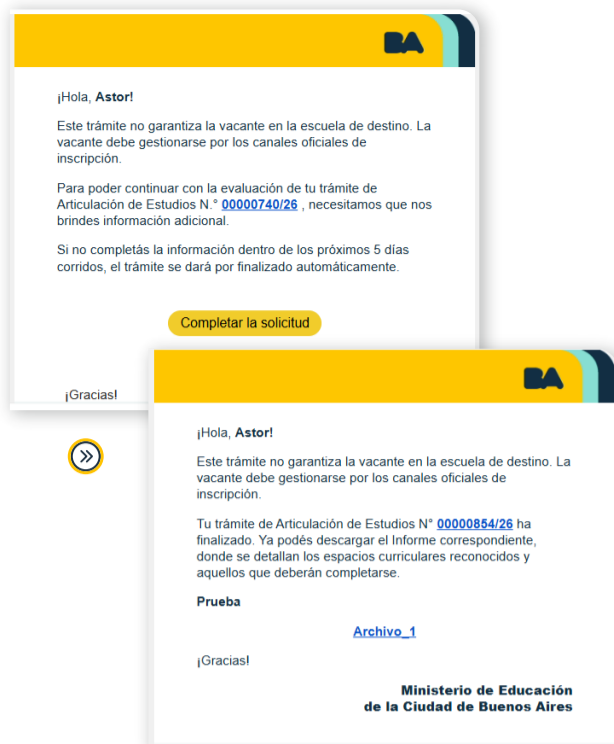 BA
¡Hola, Astor!
Este trámite no garantiza la vacante en la escuela de destino. La
vacante debe gestionarse por los canales oficiales de
inscripción.
Para poder continuar con la evaluación de tu trámite de
Articulación de Estudios N.° 00000740/26 , necesitamos que nos
brindes información adicional.
Si no completás la información dentro de los próximos 5 días
corridos, el trámite se dará por finalizado automáticamente.
Completar la solicitud
¡Gracias!
BA
¡Hola, Astor!
Este trámite no garantiza la vacante en la escuela de destino. La
vacante debe gestionarse por los canales oficiales de
inscripción.
Tu trámite de Articulación de Estudios N° 00000854/26 ha
finalizado. Ya podés descargar el Informe correspondiente,
donde se detallan los espacios curriculares reconocidos y
aquellos que deberán completarse.
Prueba
Archivo_1
¡Gracias!
Ministerio de Educación
de la Ciudad de Buenos Aires